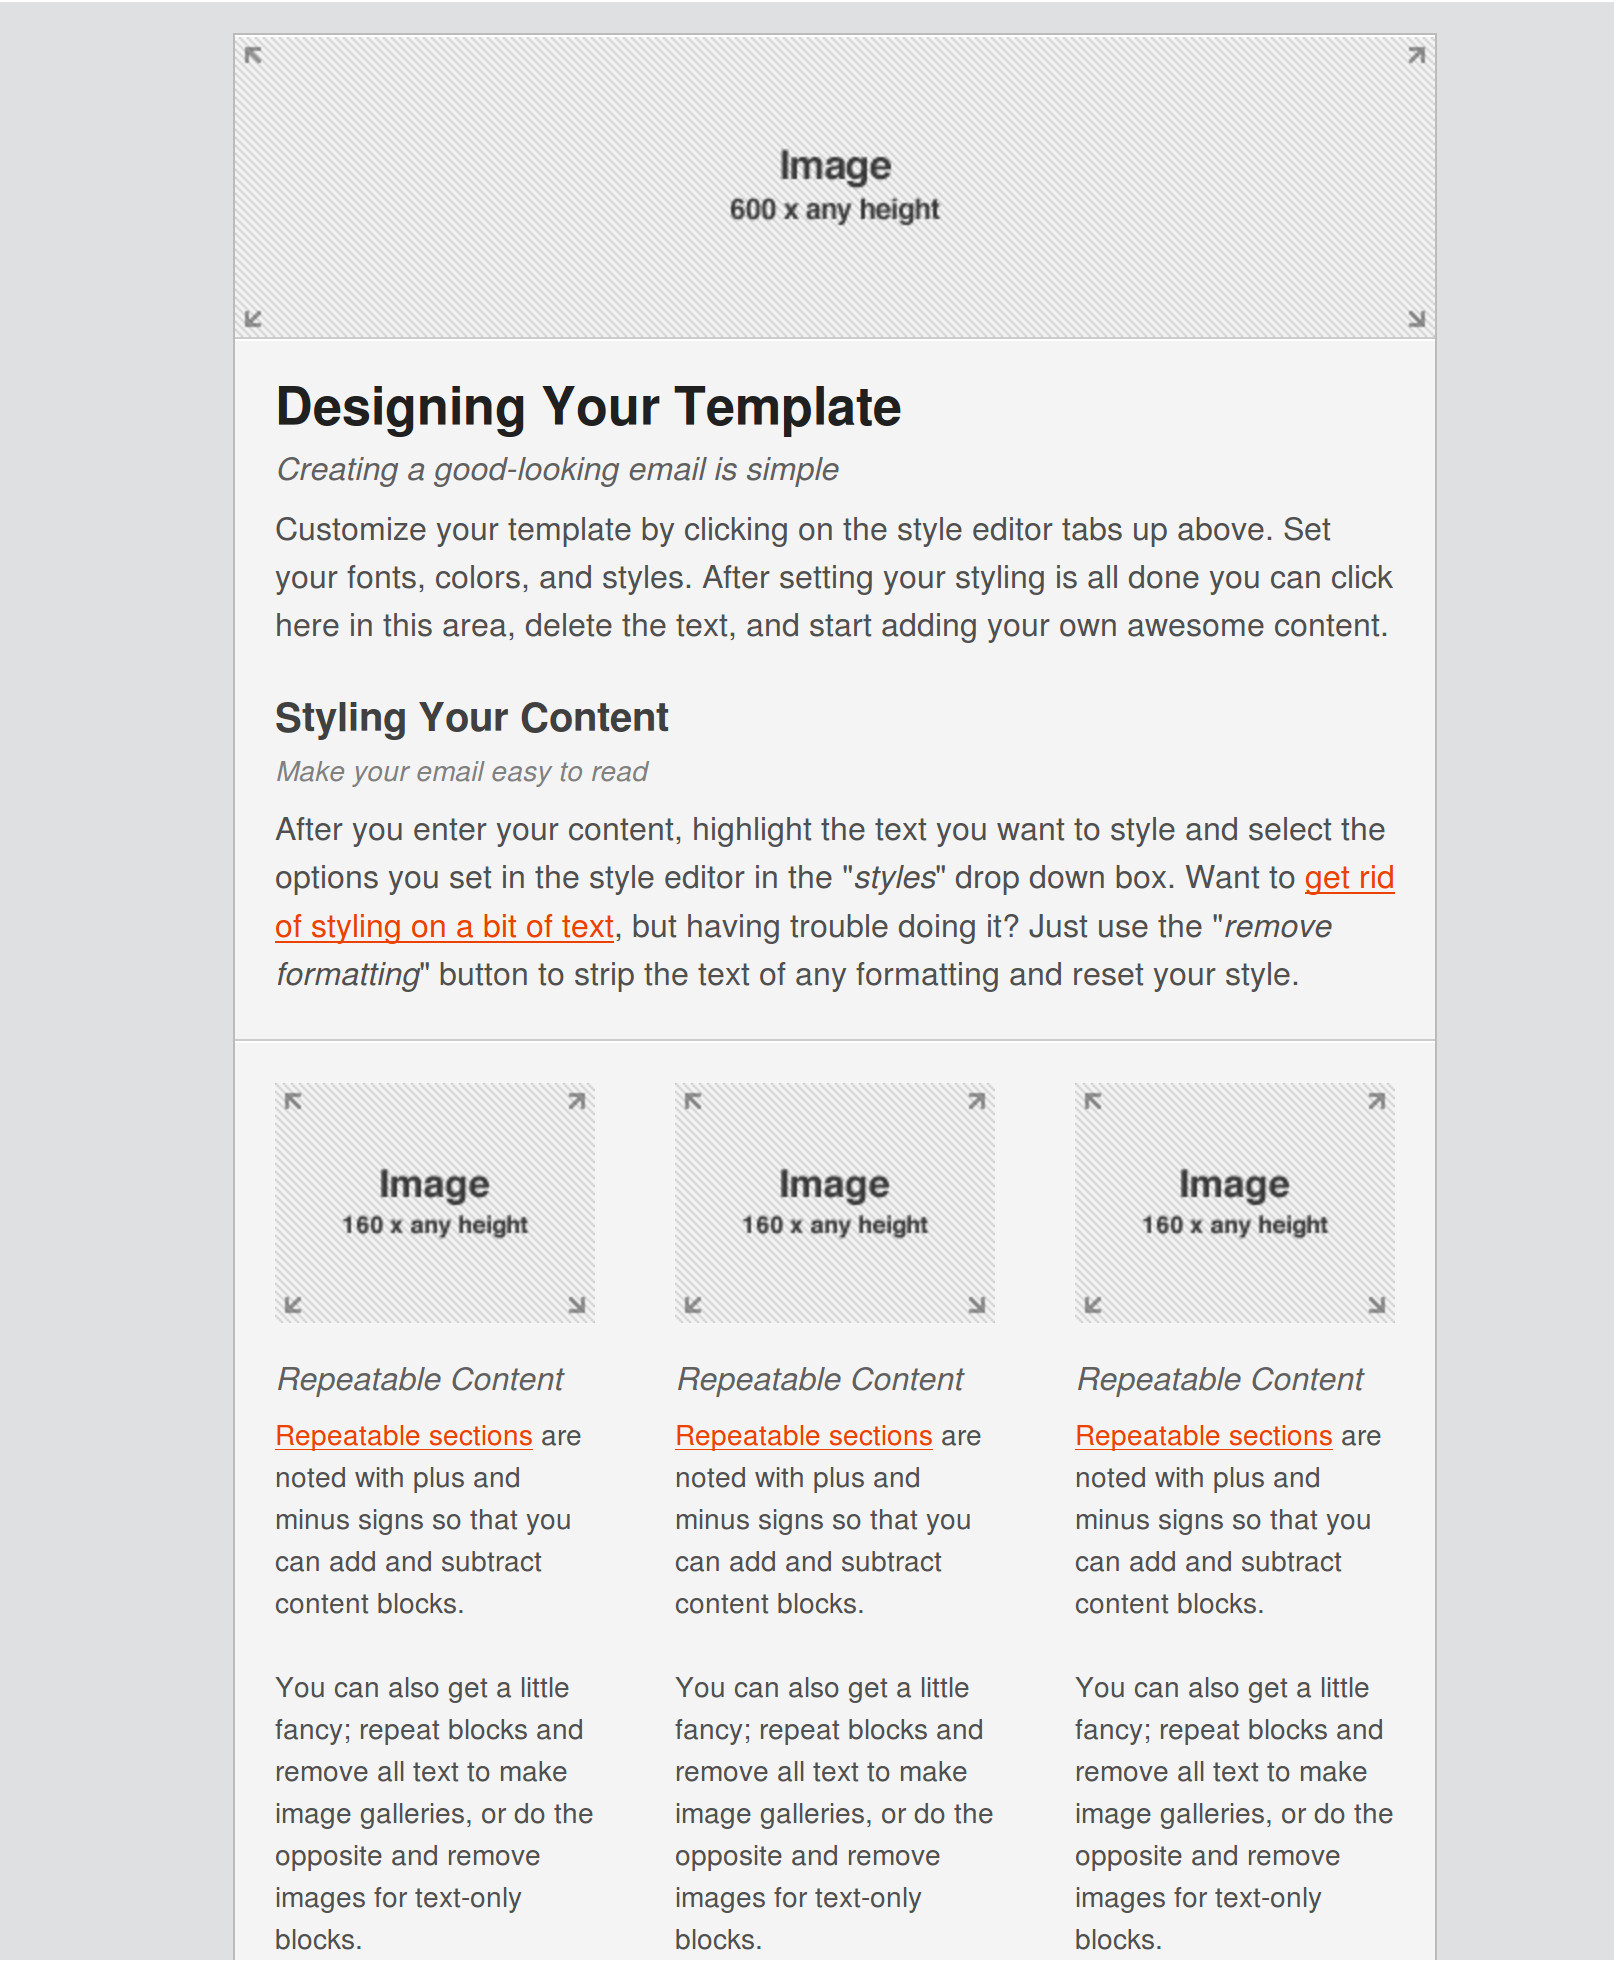 Image
600 x any height
Designing Your Template
Creating a good-looking email is simple
Customize your template by clicking on the style editor tabs up above. Set
your fonts, colors, and styles. After setting your styling is all done you can click
here in this area, delete the text, and start adding your own awesome content.
Styling Your Content
Make your email easy to read
After you enter your content, highlight the text you want to style and select the
options you set in the style editor in the "styles" drop down box. Want to get rid
of styling on a bit of text, but having trouble doing it? Just use the "remove
formatting" button to strip the text of any formatting and reset your style.
Image
160 x any height
Repeatable Content
Repeatable sections are
noted with plus and
minus signs so that you
can add and subtract
content blocks.
You can also get a little
fancy; repeat blocks and
remove all text to make
image galleries, or do the
opposite and remove
images for text-only
blocks.
Image
160 x any height
Repeatable Content
Repeatable sections are
noted with plus and
minus signs so that you
can add and subtract
content blocks.
You can also get a little
fancy; repeat blocks and
remove all text to make
image galleries, or do the
opposite and remove
images for text-only
blocks.
Image
160 x any height
Repeatable Content
Repeatable sections are
noted with plus and
minus signs so that you
can add and subtract
content blocks.
You can also get a little
fancy; repeat blocks and
remove all text to make
image galleries, or do the
opposite and remove
images for text-only
blocks.